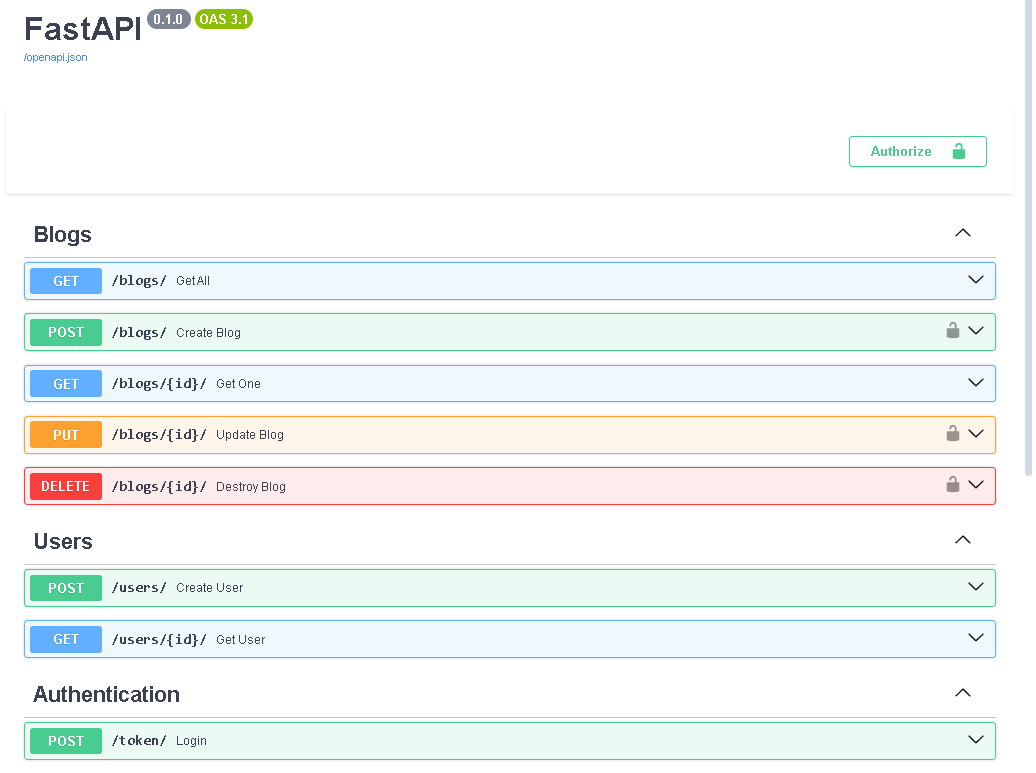 FastAPI 0.1.0 OAS 3.1
/openapi.json
Authorize
Blogs
GET /blogs/ Get All
POST /blogs/ Create Blog
GET /blogs/{id}/ Get One
PUT /blogs/{id}/ Update Blog
DELETE /blogs/{id}/ Destroy Blog
Users
POST /users/ Create User
GET /users/{id}/ Get User
Authentication
POST /token/ Login